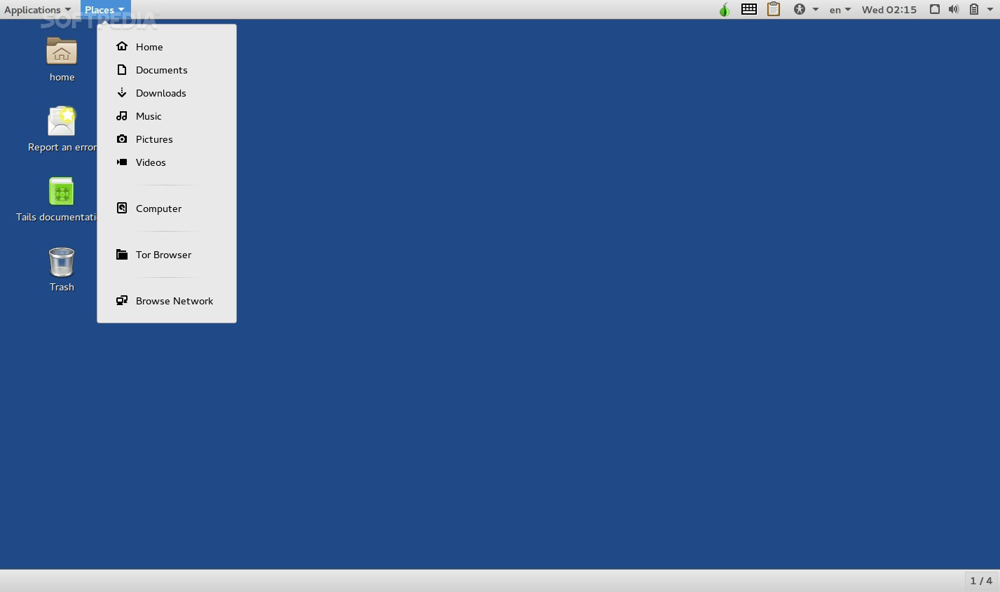 Applications
Places
en
Wed 02:15
SOFTPEDIA
Home
Documents
Downloads
Music
Pictures
Videos
Computer
Tor Browser
Browse Network
home
Report an error
Tails documentati
Trash
1 / 4